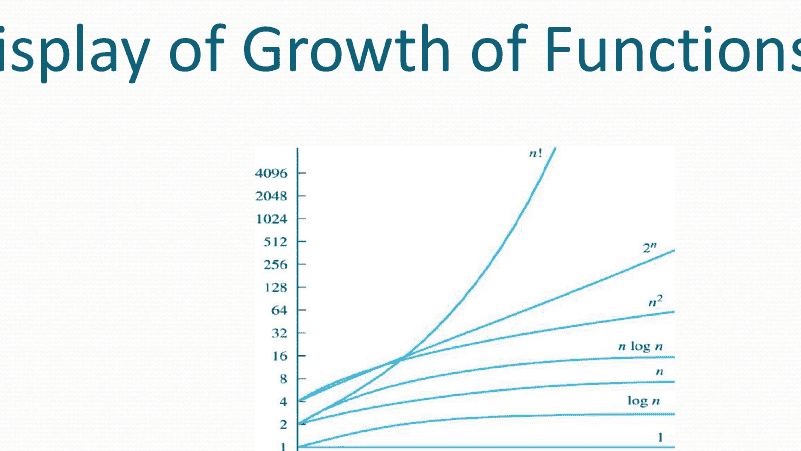 isplay of Growth of Functions
n!
4096
2048
1024
512
2ⁿ
256
128
n²
64
32
n log n
16
n
8
log n
4
2
1
1